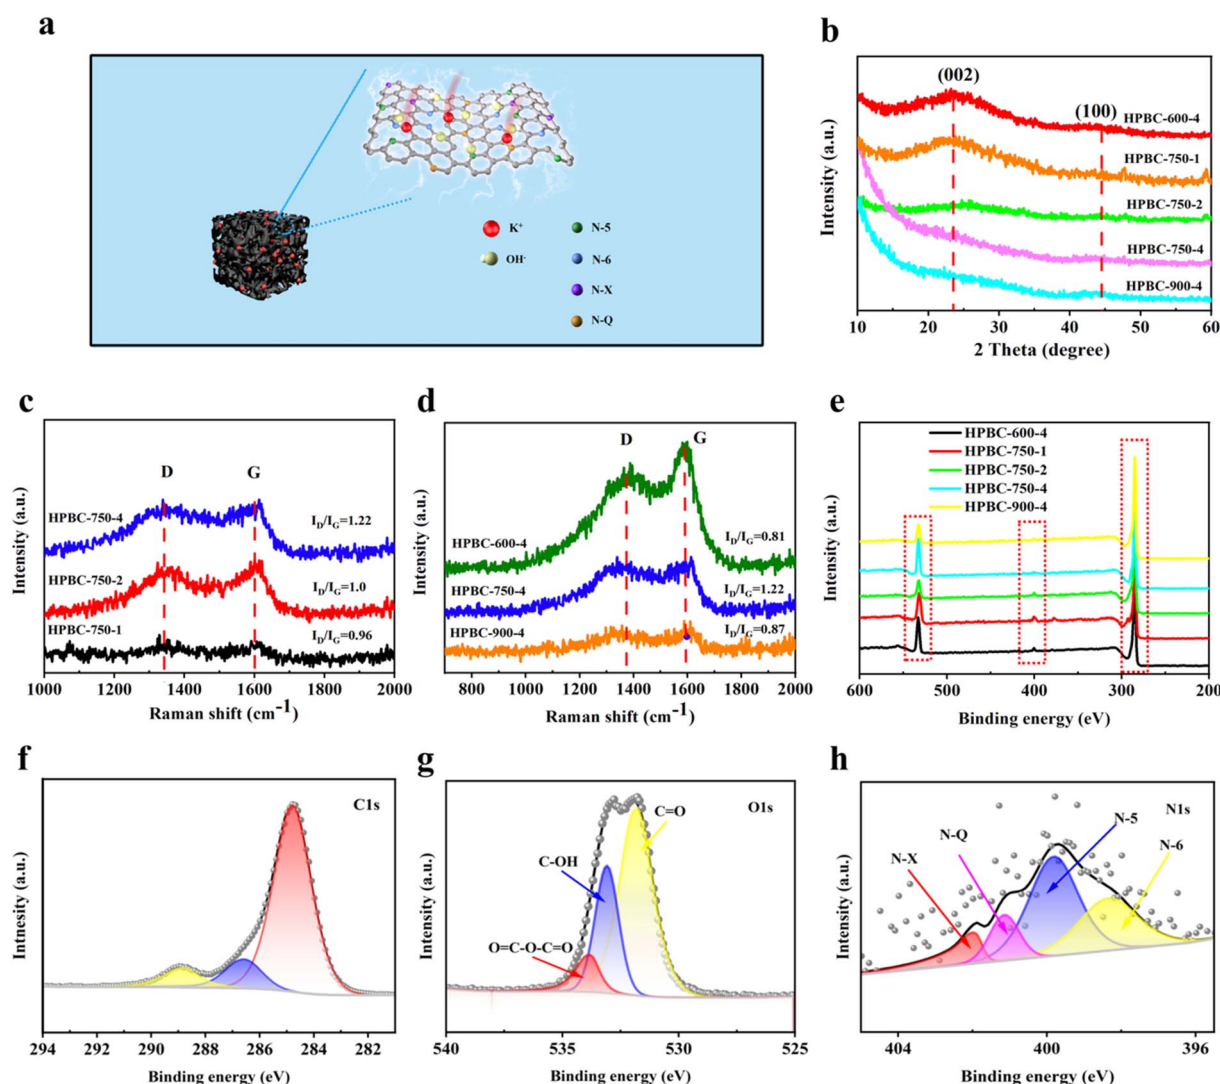 a
K⁺
OH⁻
N-5
N-6
N-X
N-Q
b
(002)
(100)
HPBC-600-4
HPBC-750-1
HPBC-750-2
HPBC-750-4
HPBC-900-4
Intensity (a.u.)
10 20 30 40 50 60
2 Theta (degree)
c
D G
HPBC-750-4
I_D/I_G=1.22
HPBC-750-2
I_D/I_G=1.0
HPBC-750-1
I_D/I_G=0.96
Intensity (a.u.)
1000 1200 1400 1600 1800 2000
Raman shift (cm⁻¹)
d
D G
HPBC-600-4
I_D/I_G=0.81
HPBC-750-4
I_D/I_G=1.22
HPBC-900-4
I_D/I_G=0.87
Intensity (a.u.)
800 1000 1200 1400 1600 1800 2000
Raman shift (cm⁻¹)
e
HPBC-600-4
HPBC-750-1
HPBC-750-2
HPBC-750-4
HPBC-900-4
Intensity (a.u.)
600 500 400 300 200
Binding energy (eV)
f
C1s
Intnesity (a.u.)
294 292 290 288 286 284 282
Binding energy (eV)
g
O1s
C=O
C-OH
O=C-O-C=O
Intensity (a.u.)
540 535 530 525
Binding energy (eV)
h
N1s
N-5
N-Q
N-6
N-X
Intensity (a.u.)
404 400 396
Binding energy (eV)